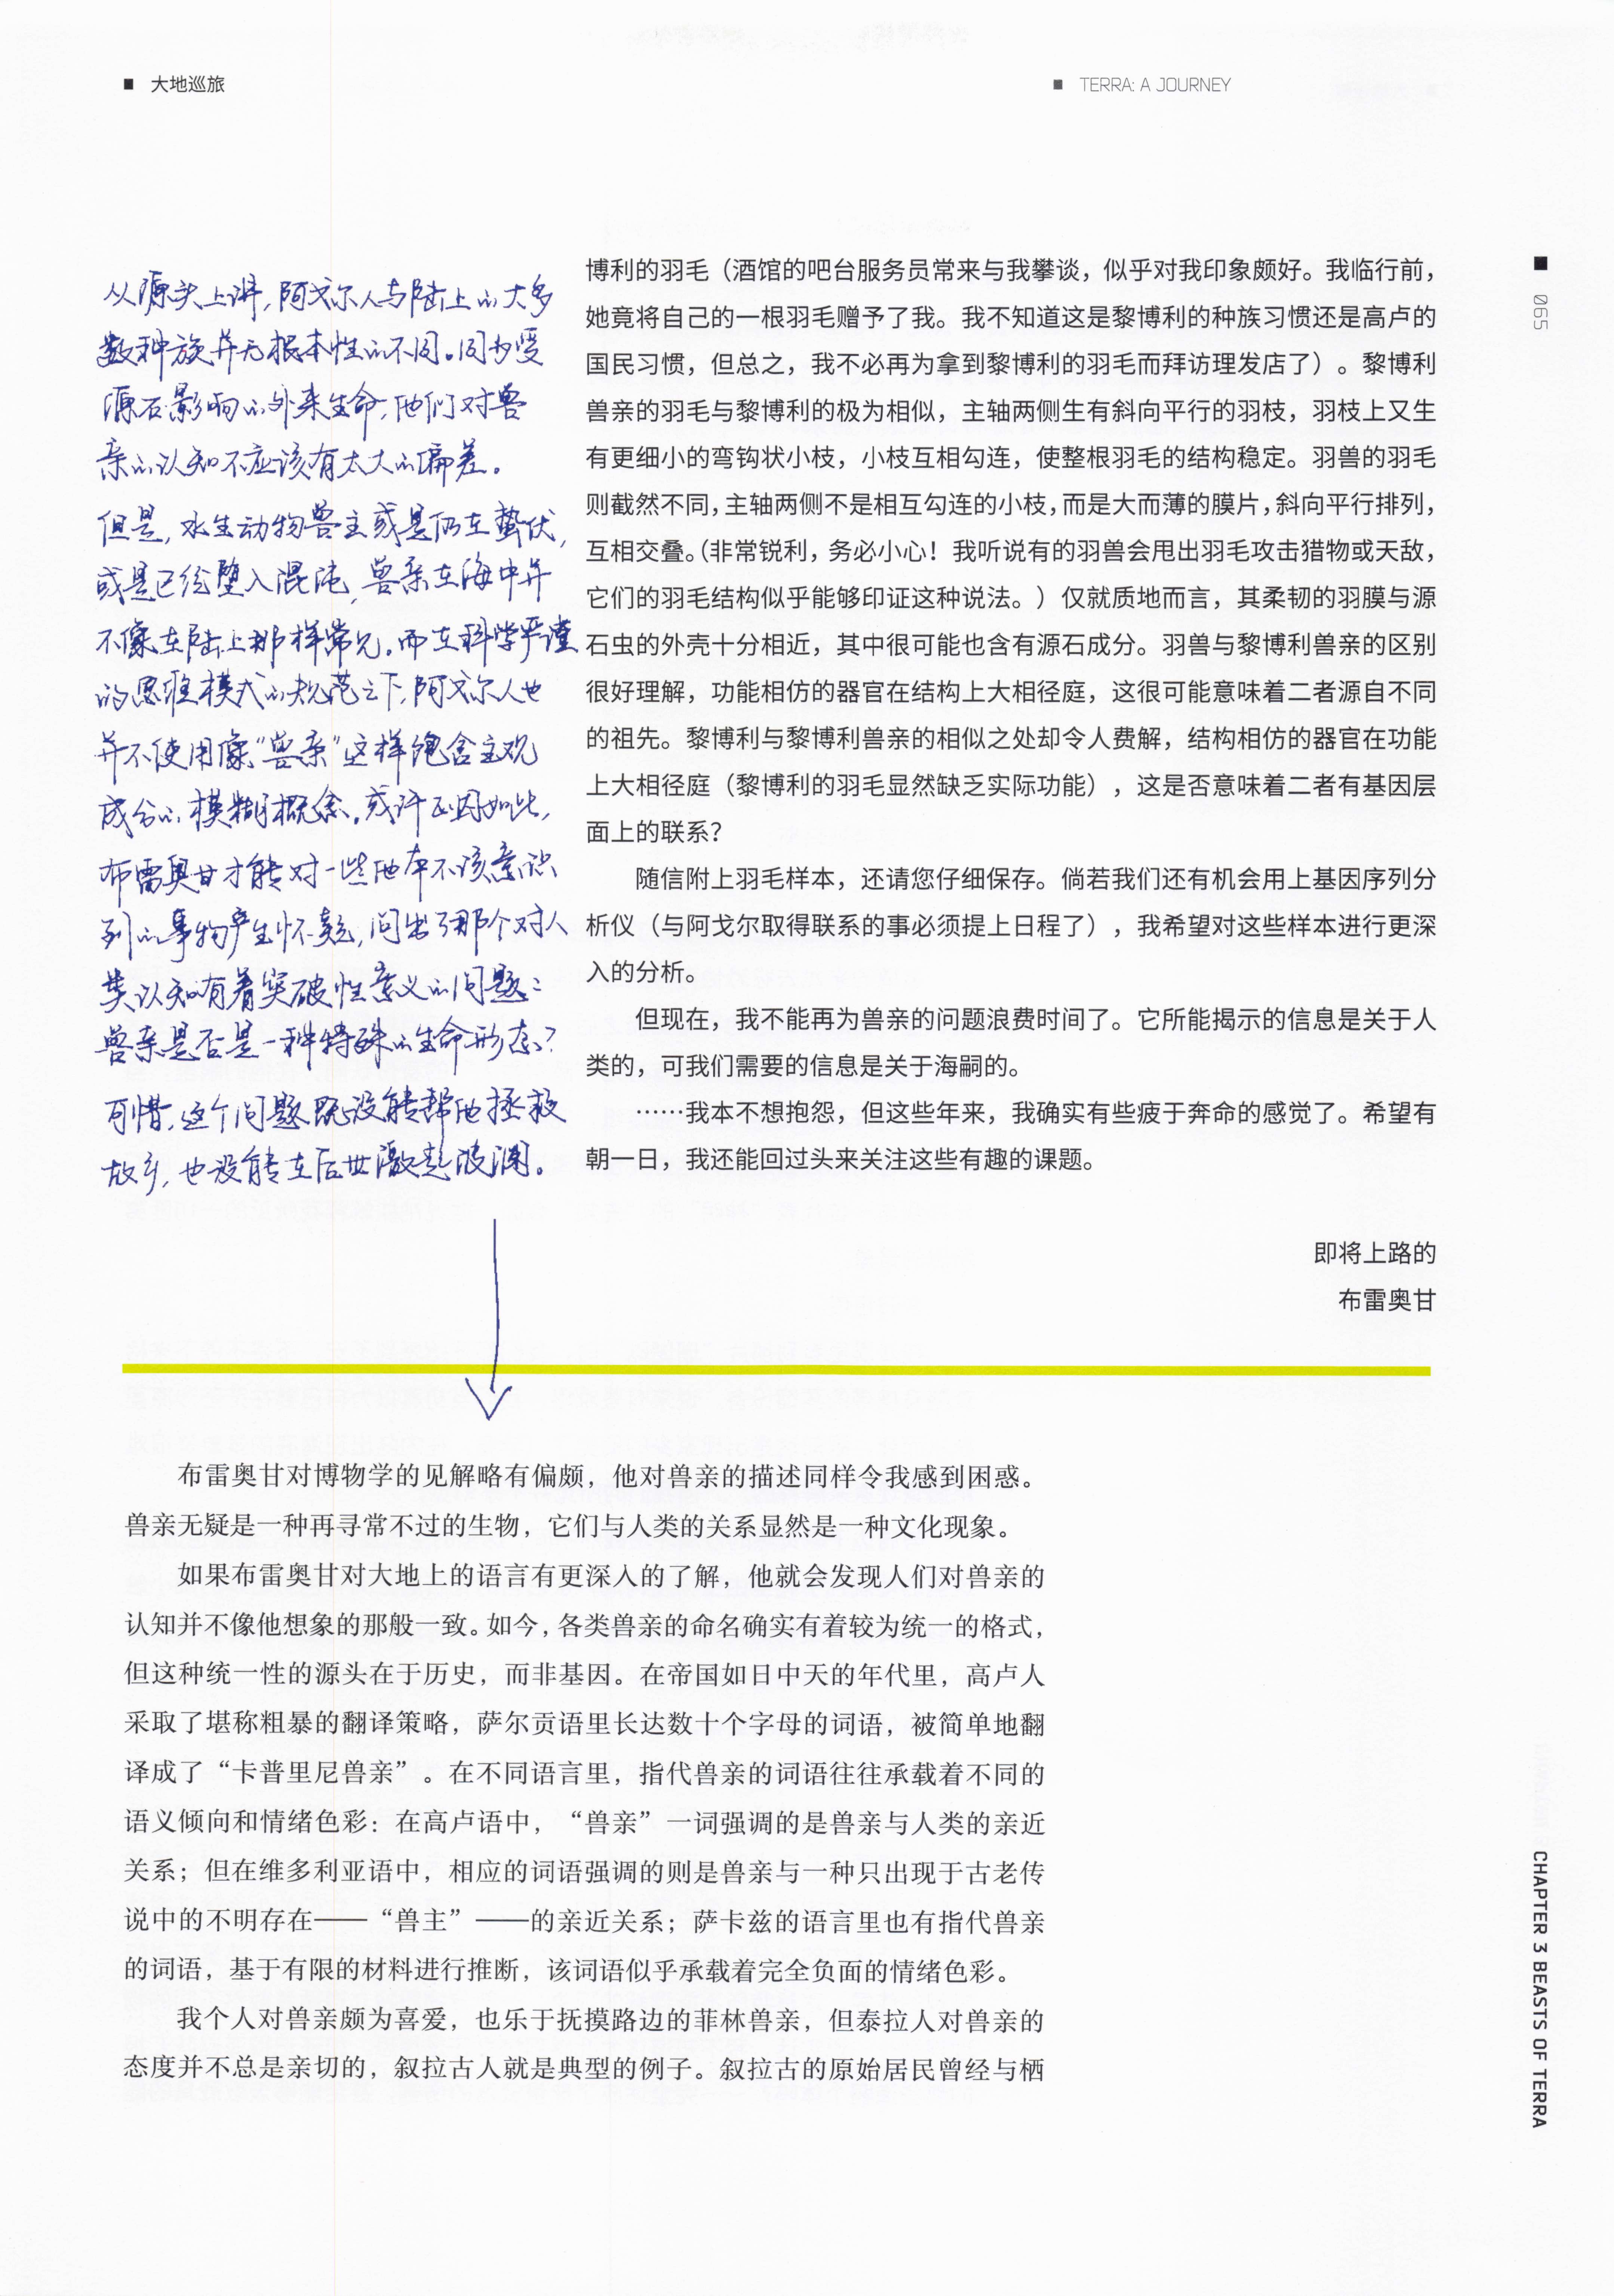 ■ 大地巡旅
■ TERRA: A JOURNEY
■ 065
从源头上讲，阿戈尔人与陆上的大多
数种族并无根本性的不同。同为受
源石影响的外来生命，他们对兽
亲的认知不应该有太大的偏差。
但是，水生动物兽主或是仍在蛰伏，
或是已经堕入混沌，兽亲在海中并
不像在陆上那样常见。而在科学严谨
的思维模式的规范之下，阿戈尔人也
并不使用像“兽亲”这样饱含主观
成分的模糊概念。或许正因如此，
布雷奥甘才能对一些他本不该意识
到的事物产生怀疑，问出了那个对人
类认知有着突破性意义的问题：
兽亲是否是一种特殊的生命形态？
可惜，这个问题既没能帮他拯救
故乡，也没能在后世激起波澜。
博利的羽毛（酒馆的吧台服务员常来与我攀谈，似乎对我印象颇好。我临行前，
她竟将自己的一根羽毛赠予了我。我不知道这是黎博利的种族习惯还是高卢的
国民习惯，但总之，我不必再为拿到黎博利的羽毛而拜访理发店了）。黎博利
兽亲的羽毛与黎博利的极为相似，主轴两侧生有斜向平行的羽枝，羽枝上又生
有更细小的弯钩状小枝，小枝互相勾连，使整根羽毛的结构稳定。羽兽的羽毛
则截然不同，主轴两侧不是相互勾连的小枝，而是大而薄的膜片，斜向平行排列，
互相交叠。（非常锐利，务必小心！我听说有的羽兽会甩出羽毛攻击猎物或天敌，
它们的羽毛结构似乎能够印证这种说法。）仅就质地而言，其柔韧的羽膜与源
石虫的外壳十分相近，其中很可能也含有源石成分。羽兽与黎博利兽亲的区别
很好理解，功能相仿的器官在结构上大相径庭，这很可能意味着二者源自不同
的祖先。黎博利与黎博利兽亲的相似之处却令人费解，结构相仿的器官在功能
上大相径庭（黎博利的羽毛显然缺乏实际功能），这是否意味着二者有基因层
面上的联系？
随信附上羽毛样本，还请您仔细保存。倘若我们还有机会用上基因序列分
析仪（与阿戈尔取得联系的事必须提上日程了），我希望对这些样本进行更深
入的分析。
但现在，我不能再为兽亲的问题浪费时间了。它所能揭示的信息是关于人
类的，可我们需要的信息是关于海嗣的。
……我本不想抱怨，但这些年来，我确实有些疲于奔命的感觉了。希望有
朝一日，我还能回过头来关注这些有趣的课题。
即将上路的
布雷奥甘
布雷奥甘对博物学的见解略有偏颇，他对兽亲的描述同样令我感到困惑。
兽亲无疑是一种再寻常不过的生物，它们与人类的关系显然是一种文化现象。
如果布雷奥甘对大地上的语言有更深入的了解，他就会发现人们对兽亲的
认知并不像他想象的那般一致。如今，各类兽亲的命名确实有着较为统一的格式，
但这种统一性的源头在于历史，而非基因。在帝国如日中天的年代里，高卢人
采取了堪称粗暴的翻译策略，萨尔贡语里长达数十个字母的词语，被简单地翻
译成了“卡普里尼兽亲”。在不同语言里，指代兽亲的词语往往承载着不同的
语义倾向和情绪色彩：在高卢语中，“兽亲”一词强调的是兽亲与人类的亲近
关系；但在维多利亚语中，相应的词语强调的则是兽亲与一种只出现于古老传
说中的不明存在——“兽主”——的亲近关系；萨卡兹的语言里也有指代兽亲
的词语，基于有限的材料进行推断，该词语似乎承载着完全负面的情绪色彩。
我个人对兽亲颇为喜爱，也乐于抚摸路边的菲林兽亲，但泰拉人对兽亲的
态度并不总是亲切的，叙拉古人就是典型的例子。叙拉古的原始居民曾经与栖
CHAPTER 3 BEASTS OF TERRA